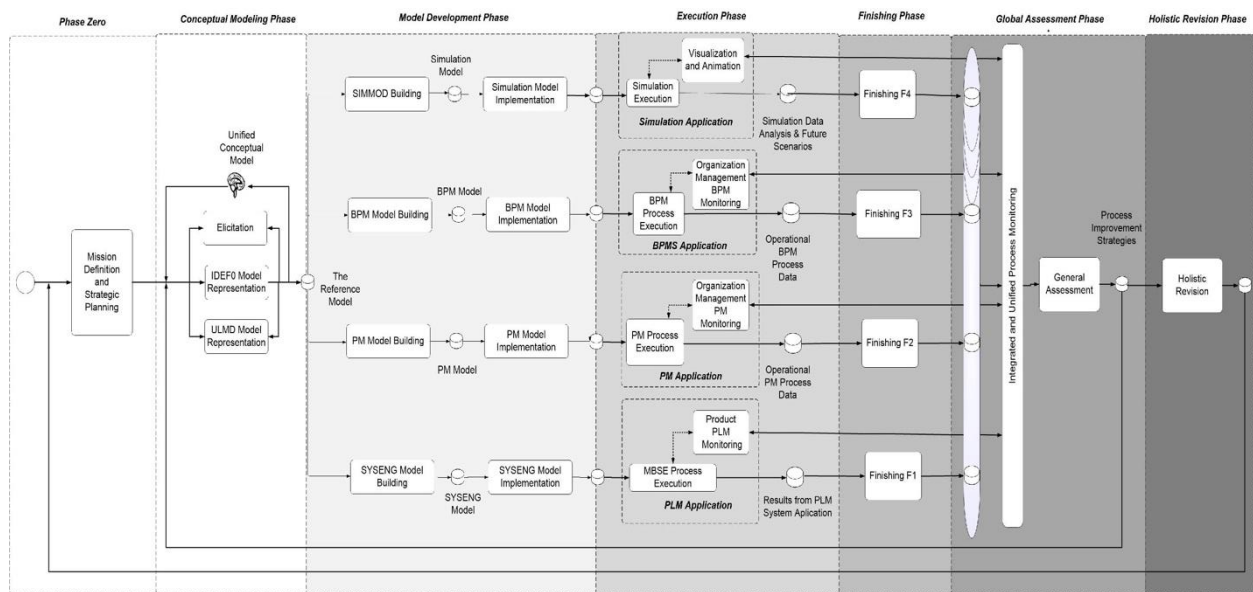 Phase Zero
Conceptual Modeling Phase
Model Development Phase
Execution Phase
Finishing Phase
Global Assessment Phase
Holistic Revision Phase
Mission
Definition
and
Strategic
Planning
Unified
Conceptual
Model
Elicitation
IDEF0 Model
Representation
ULMD Model
Representation
The
Reference
Model
SIMMOD Building
Simulation
Model
Simulation Model
Implementation
BPM Model Building
BPM Model
BPM Model
Implementation
PM Model Building
PM Model
PM Model
Implementation
SYSENG Model
Building
SYSENG
Model
SYSENG Model
Implementation
Visualization
and Animation
Simulation
Execution
Simulation Application
Simulation Data
Analysis & Future
Scenarios
Organization
Management
BPM
Monitoring
BPM
Process
Execution
BPMS Application
Operational
BPM
Process
Data
Organization
Management
PM
Monitoring
PM Process
Execution
PM Application
Operational
PM Process
Data
Product
PLM
Monitoring
MBSE Process
Execution
PLM Application
Results from PLM
System Aplication
Finishing F4
Finishing F3
Finishing F2
Finishing F1
Integrated and Unified Process Monitoring
General
Assessment
Process
Improvement
Strategies
Holistic
Revision